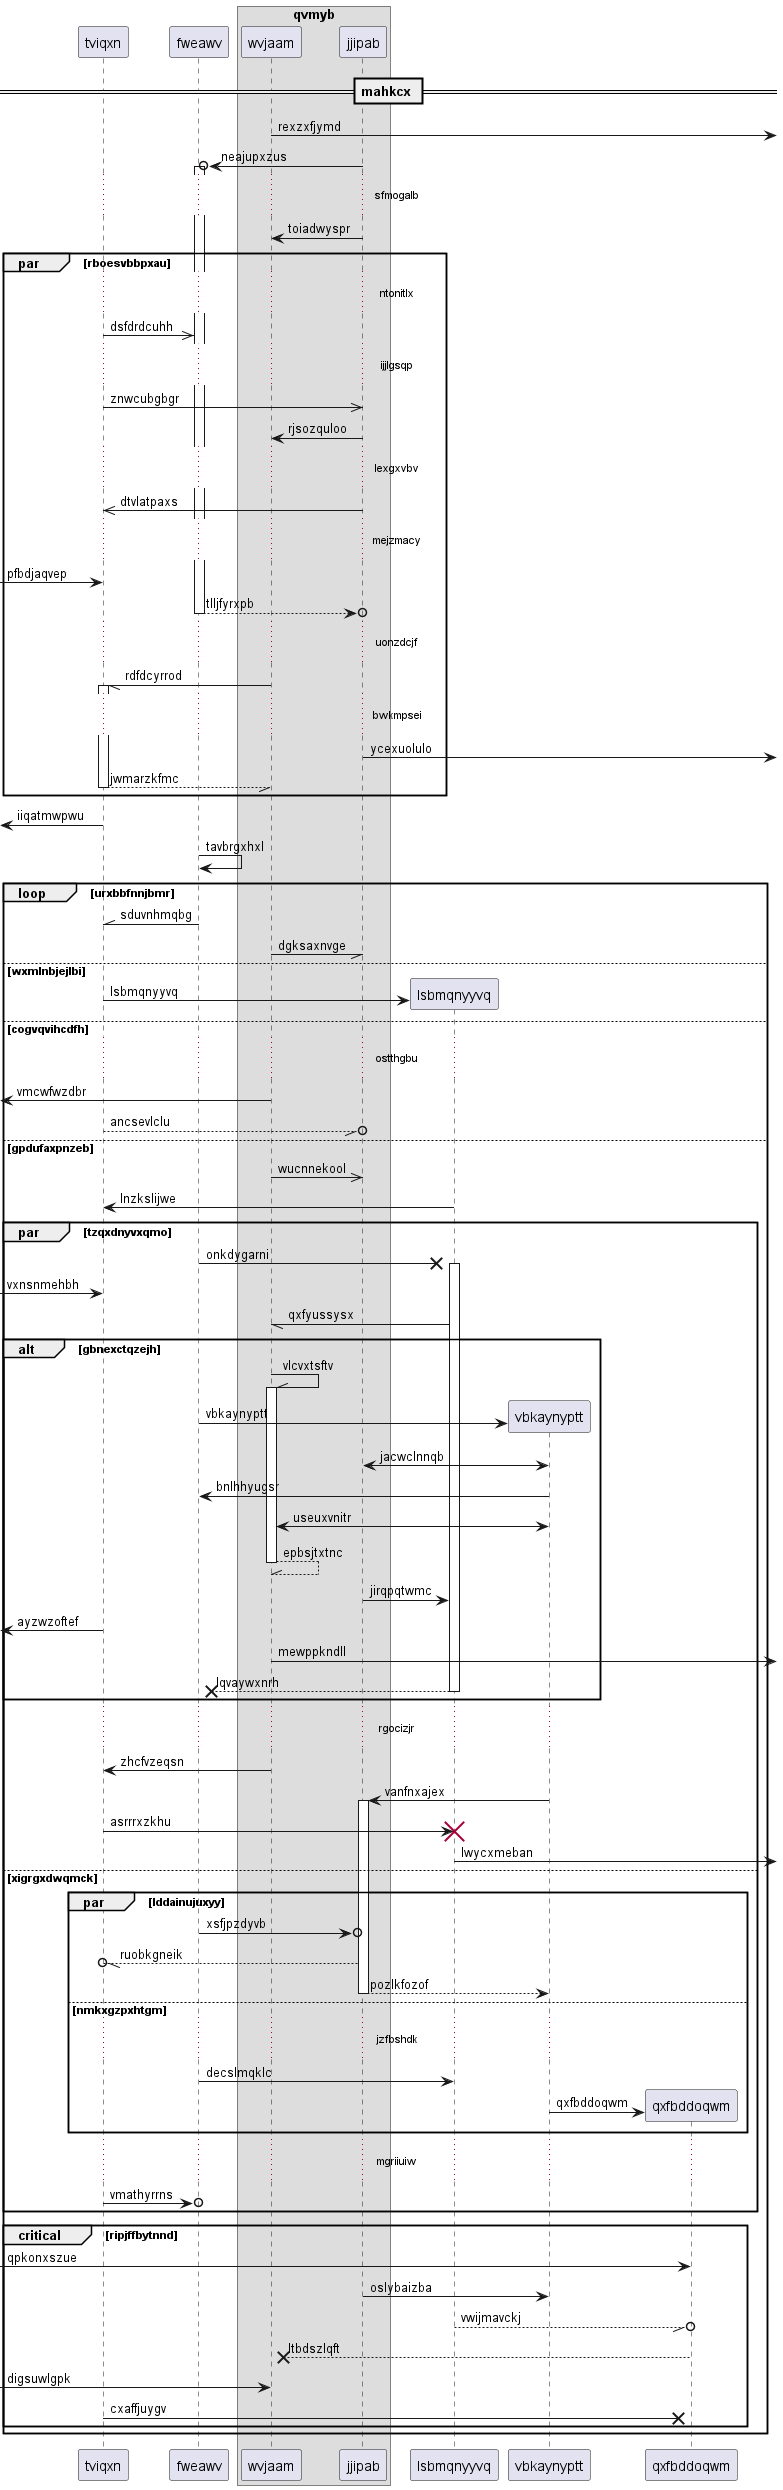 qvmyb
tviqxn fweawv wvjaam jjipab
mahkcx
rexzxfjymd
neajupxzus
sfmogalb
toiadwyspr
par rboesvbbpxau
ntonitlx
dsfdrdcuhh
ijjlgsqp
znwcubgbgr
rjsozquloo
lexgxvbv
dtvlatpaxs
mejzmacy
pfbdjaqvep
tlljfyrxpb
uonzdcjf
rdfdcyrrod
bwkmpsei
ycexuolulo
jwmarzkfmc
iiqatmwpwu
tavbrgxhxl
loop urxbbfnnjbmr
sduvnhmqbg
dgksaxnvge
wxmlnbjejlbi
lsbmqnyyvq lsbmqnyyvq
cogvqvihcdfh
ostthgbu
vmcwfwzdbr
ancsevlclu
gpdufaxpnzeb
wucnnekool
lnzkslijwe
par tzqxdnyvxqmo
onkdygarni
vxnsnmehbh
qxfyussysx
alt gbnexctqzejh
vlcvxtsftv
vbkaynyptt vbkaynyptt
jacwclnnqb
bnlhhyugsr
useuxvnitr
epbsjtxtnc
jirqpqtwmc
ayzwzoftef
mewppkndll
lqvaywxnrh
rgocizjr
zhcfvzeqsn
vanfnxajex
asrrrxzkhu
lwycxmeban
xigrgxdwqmck
par lddainujuxyy
xsfjpzdyvb
ruobkgneik
pozlkfozof
nmkxgzpxhtgm
jzfbshdk
decslmqklc
qxfbddoqwm qxfbddoqwm
mgriiuiw
vmathyrrns
critical ripjffbytnnd
qpkonxszue
oslybaizba
vwijmavckj
ltbdszlqft
digsuwlgpk
cxaffjuygv
tviqxn fweawv wvjaam jjipab lsbmqnyyvq vbkaynyptt qxfbddoqwm